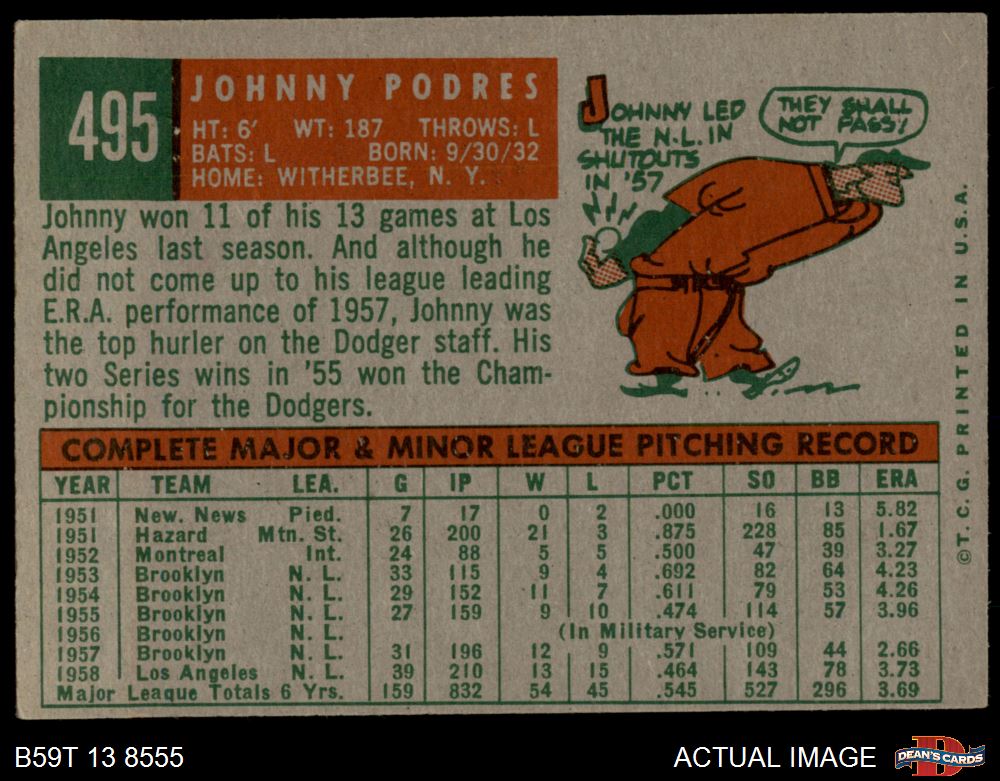 495
JOHNNY PODRES
HT: 6' WT: 187 THROWS: L
BATS: L BORN: 9/30/32
HOME: WITHERBEE, N. Y.
Johnny won 11 of his 13 games at Los
Angeles last season. And although he
did not come up to his league leading
E.R.A. performance of 1957, Johnny was
the top hurler on the Dodger staff. His
two Series wins in '55 won the Cham-
pionship for the Dodgers.
JOHNNY LED
THE N.L. IN
SHUTOUTS
IN '57
THEY SHALL
NOT PASS!
COMPLETE MAJOR & MINOR LEAGUE PITCHING RECORD
YEAR TEAM LEA. G IP W L PCT SO BB ERA
1951 New. News Pied. 7 17 0 2 .000 16 13 5.82
1951 Hazard Mtn. St. 26 200 21 3 .875 228 85 1.67
1952 Montreal Int. 24 88 5 5 .500 47 39 3.27
1953 Brooklyn N. L. 33 115 9 4 .692 82 64 4.23
1954 Brooklyn N. L. 29 152 11 7 .611 79 53 4.26
1955 Brooklyn N. L. 27 159 9 10 .474 114 57 3.96
1956 Brooklyn N. L. (In Military Service)
1957 Brooklyn N. L. 31 196 12 9 .571 109 44 2.66
1958 Los Angeles N. L. 39 210 13 15 .464 143 78 3.73
Major League Totals 6 Yrs. 159 832 54 45 .545 527 296 3.69
©T.C.G. PRINTED IN U.S.A.
B59T 13 8555
ACTUAL IMAGE
D
DEAN'S CARDS